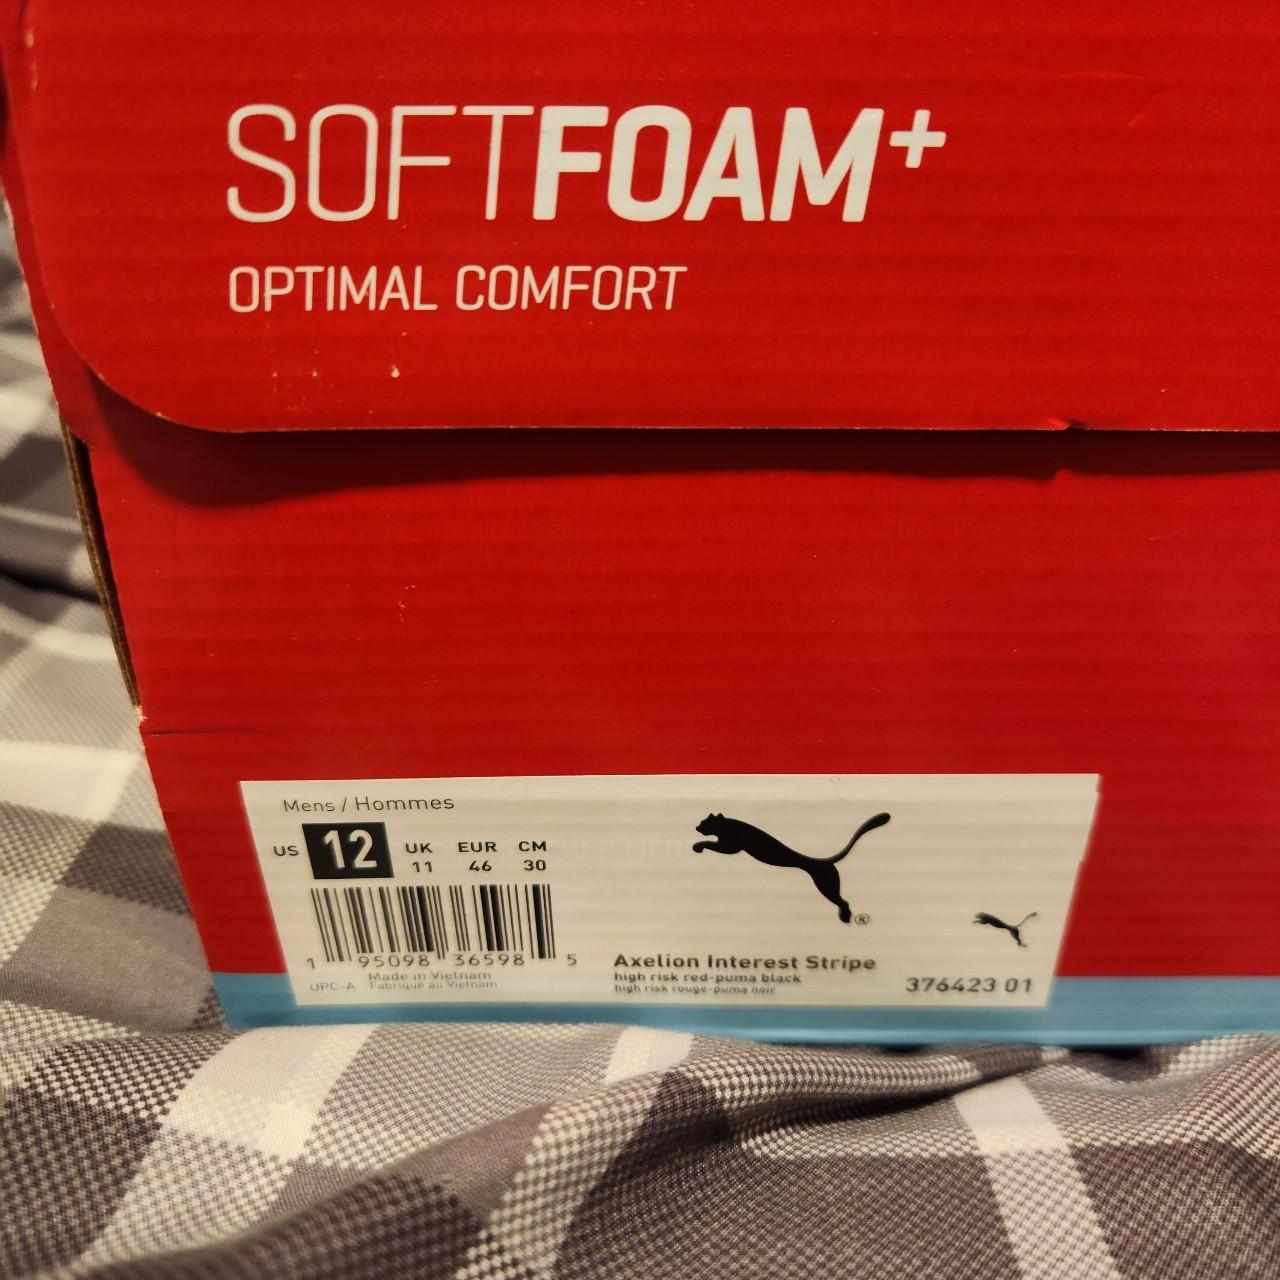 SOFTFOAM+
OPTIMAL COMFORT
Mens / Hommes
US 12 UK 11 EUR 46 CM 30
1 95098 36598 5
UPC-A
Made in Vietnam
Fabriqué au Vietnam
®
Axelion Interest Stripe
high risk red-puma black
high risk rouge-puma noir
376423 01